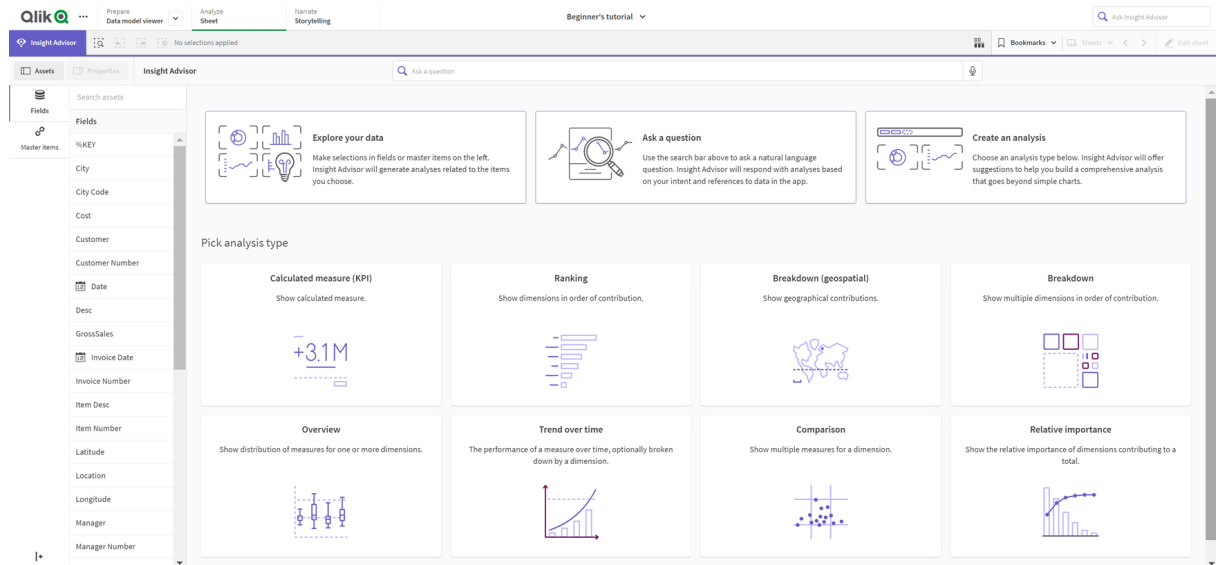 Qlik
Prepare
Data model viewer
Analyze
Sheet
Narrate
Storytelling
Beginner's tutorial
Ask Insight Advisor
Insight Advisor
No selections applied
Bookmarks
Sheets
Edit sheet
Assets
Properties
Insight Advisor
Ask a question
Fields
Master items
Search assets
Fields
%KEY
City
City Code
Cost
Customer
Customer Number
Date
Desc
GrossSales
Invoice Date
Invoice Number
Item Desc
Item Number
Latitude
Location
Longitude
Manager
Manager Number
Explore your data
Make selections in fields or master items on the left.
Insight Advisor will generate analyses related to the items
you choose.
Ask a question
Use the search bar above to ask a natural language
question. Insight Advisor will respond with analyses based
on your intent and references to data in the app.
Create an analysis
Choose an analysis type below. Insight Advisor will offer
suggestions to help you build a comprehensive analysis
that goes beyond simple charts.
Pick analysis type
Calculated measure (KPI)
Show calculated measure.
+3.1M
Ranking
Show dimensions in order of contribution.
Breakdown (geospatial)
Show geographical contributions.
Breakdown
Show multiple dimensions in order of contribution.
Overview
Show distribution of measures for one or more dimensions.
Trend over time
The performance of a measure over time, optionally broken
down by a dimension.
Comparison
Show multiple measures for a dimension.
Relative importance
Show the relative importance of dimensions contributing to a
total.